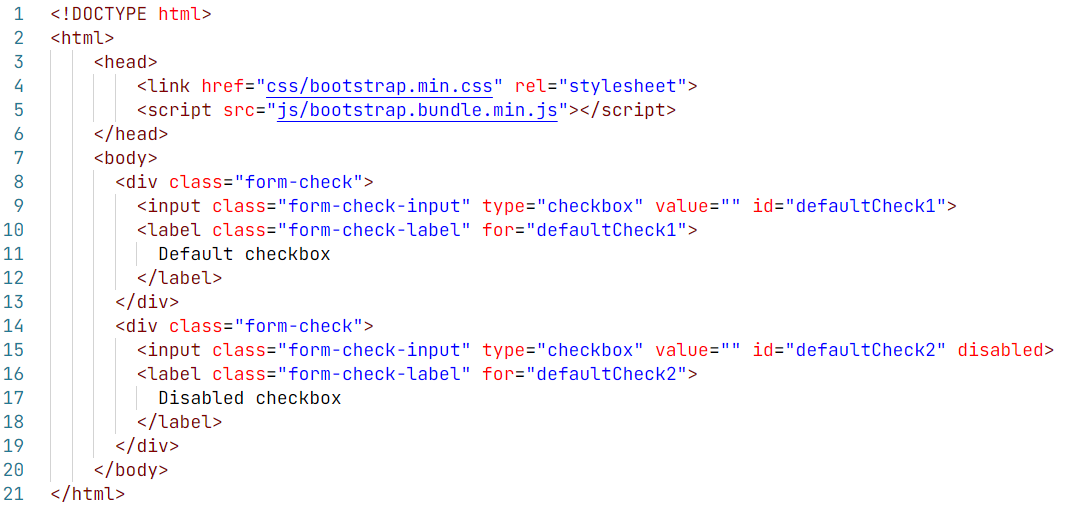 1 <!DOCTYPE html>
2 <html>
3     <head>
4         <link href="css/bootstrap.min.css" rel="stylesheet">
5         <script src="js/bootstrap.bundle.min.js"></script>
6     </head>
7     <body>
8       <div class="form-check">
9         <input class="form-check-input" type="checkbox" value="" id="defaultCheck1">
10         <label class="form-check-label" for="defaultCheck1">
11           Default checkbox
12         </label>
13       </div>
14       <div class="form-check">
15         <input class="form-check-input" type="checkbox" value="" id="defaultCheck2" disabled>
16         <label class="form-check-label" for="defaultCheck2">
17           Disabled checkbox
18         </label>
19       </div>
20     </body>
21 </html>